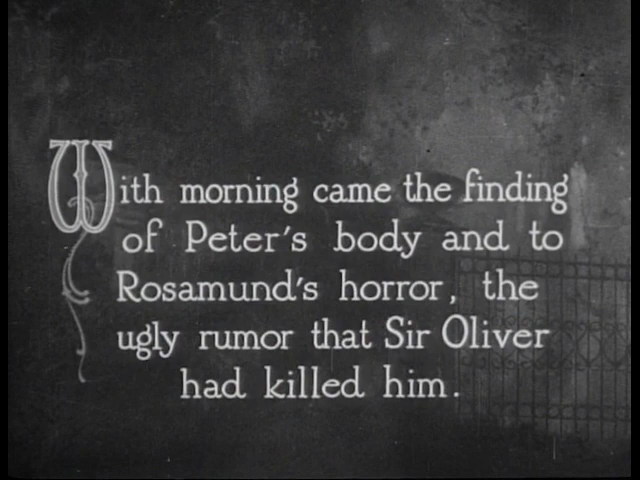 With morning came the finding
of Peter's body and to
Rosamund's horror, the
ugly rumor that Sir Oliver
had killed him.